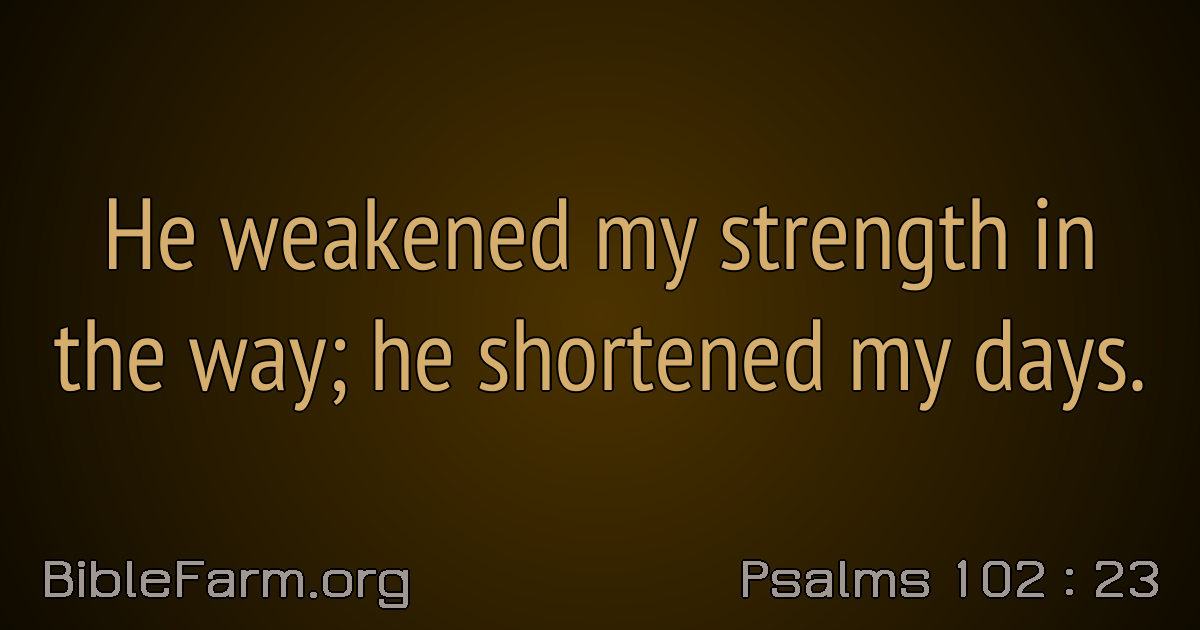 He weakened my strength in
the way; he shortened my days.
BibleFarm.org
Psalms 102 : 23